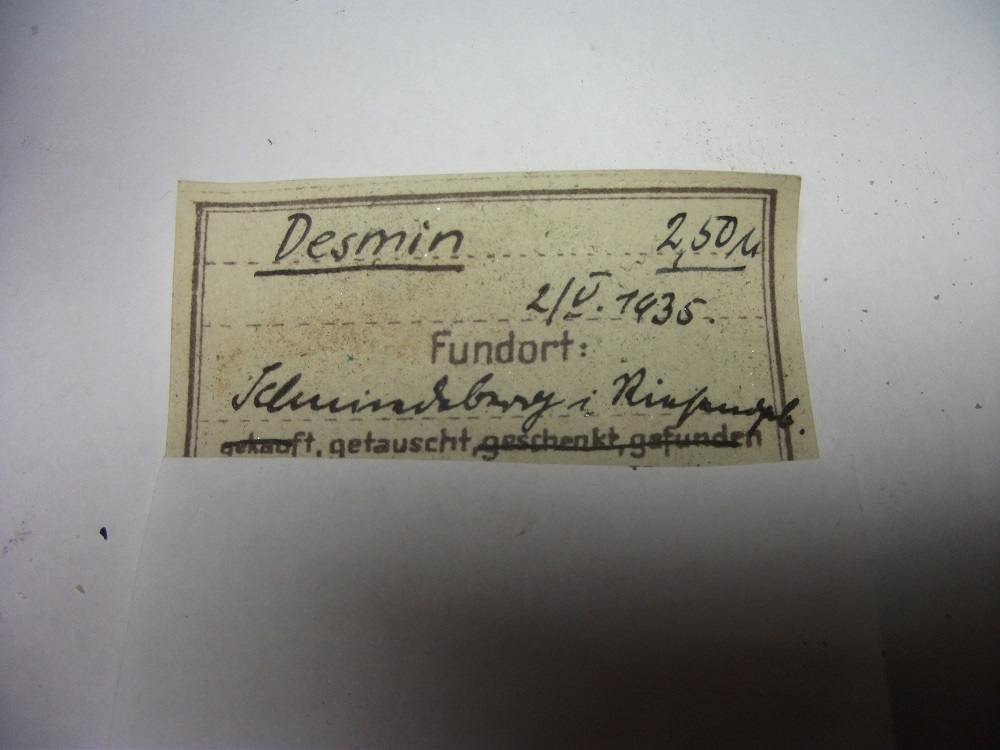 Desmin 2,50 M
2/V. 1935.
Fundort:
Schmiedeberg i Riesengeb.
gekauft, getauscht, geschenkt, gefunden